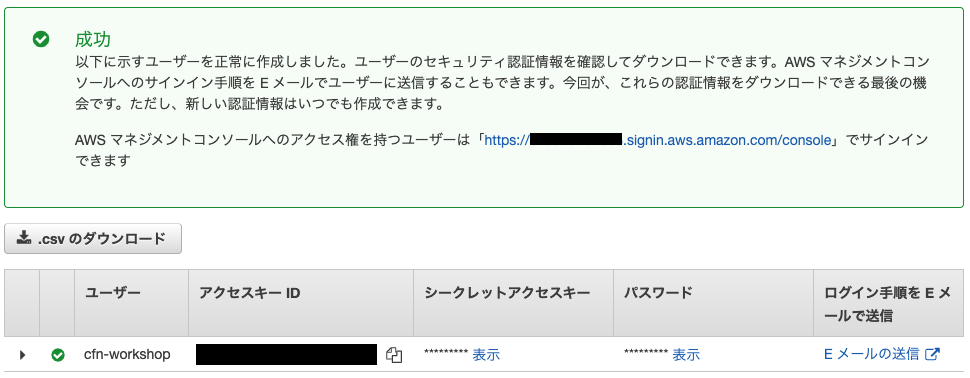 成功
以下に示すユーザーを正常に作成しました。ユーザーのセキュリティ認証情報を確認してダウンロードできます。AWS マネジメントコン
ソールへのサインイン手順を E メールでユーザーに送信することもできます。今回が、これらの認証情報をダウンロードできる最後の機
会です。ただし、新しい認証情報はいつでも作成できます。
AWS マネジメントコンソールへのアクセス権を持つユーザーは「https://.signin.aws.amazon.com/console」でサインイン
できます
.csv のダウンロード
ユーザー アクセスキー ID シークレットアクセスキー パスワード ログイン手順を E メ
ールで送信
cfn-workshop ********* 表示 ********* 表示 E メールの送信